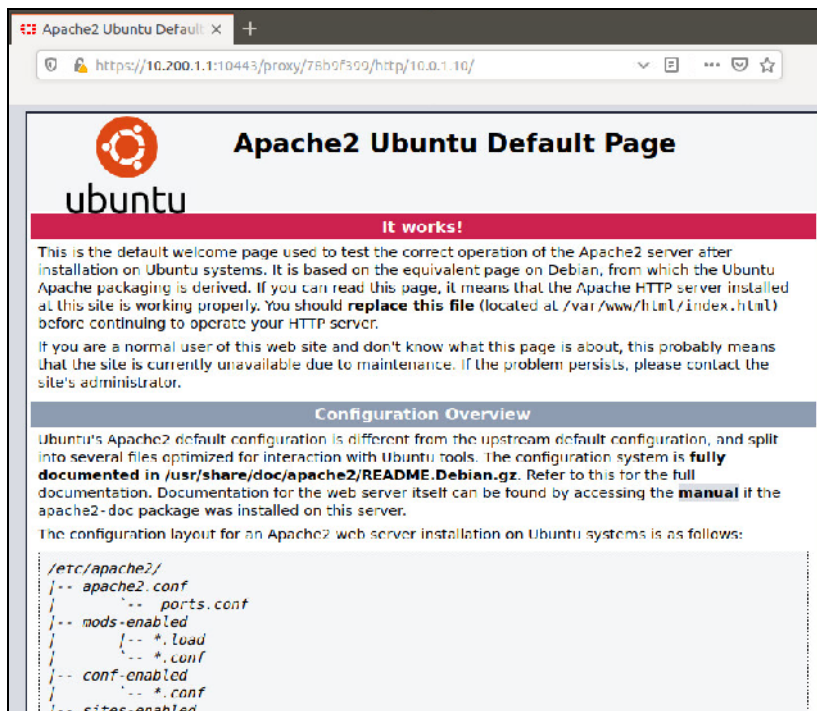 Apache2 Ubuntu Default
https://10.200.1.1:10443/proxy/78b9f399/http/10.0.1.10/
ubuntu
Apache2 Ubuntu Default Page
It works!
This is the default welcome page used to test the correct operation of the Apache2 server after
installation on Ubuntu systems. It is based on the equivalent page on Debian, from which the Ubuntu
Apache packaging is derived. If you can read this page, it means that the Apache HTTP server installed
at this site is working properly. You should replace this file (located at /var/www/html/index.html)
before continuing to operate your HTTP server.
If you are a normal user of this web site and don't know what this page is about, this probably means
that the site is currently unavailable due to maintenance. If the problem persists, please contact the
site's administrator.
Configuration Overview
Ubuntu's Apache2 default configuration is different from the upstream default configuration, and split
into several files optimized for interaction with Ubuntu tools. The configuration system is fully
documented in /usr/share/doc/apache2/README.Debian.gz. Refer to this for the full
documentation. Documentation for the web server itself can be found by accessing the manual if the
apache2-doc package was installed on this server.
The configuration layout for an Apache2 web server installation on Ubuntu systems is as follows:
/etc/apache2/
|-- apache2.conf
|       `--  ports.conf
|-- mods-enabled
|       |-- *.load
|       `-- *.conf
|-- conf-enabled
|       `-- *.conf
|-- sites-enabled